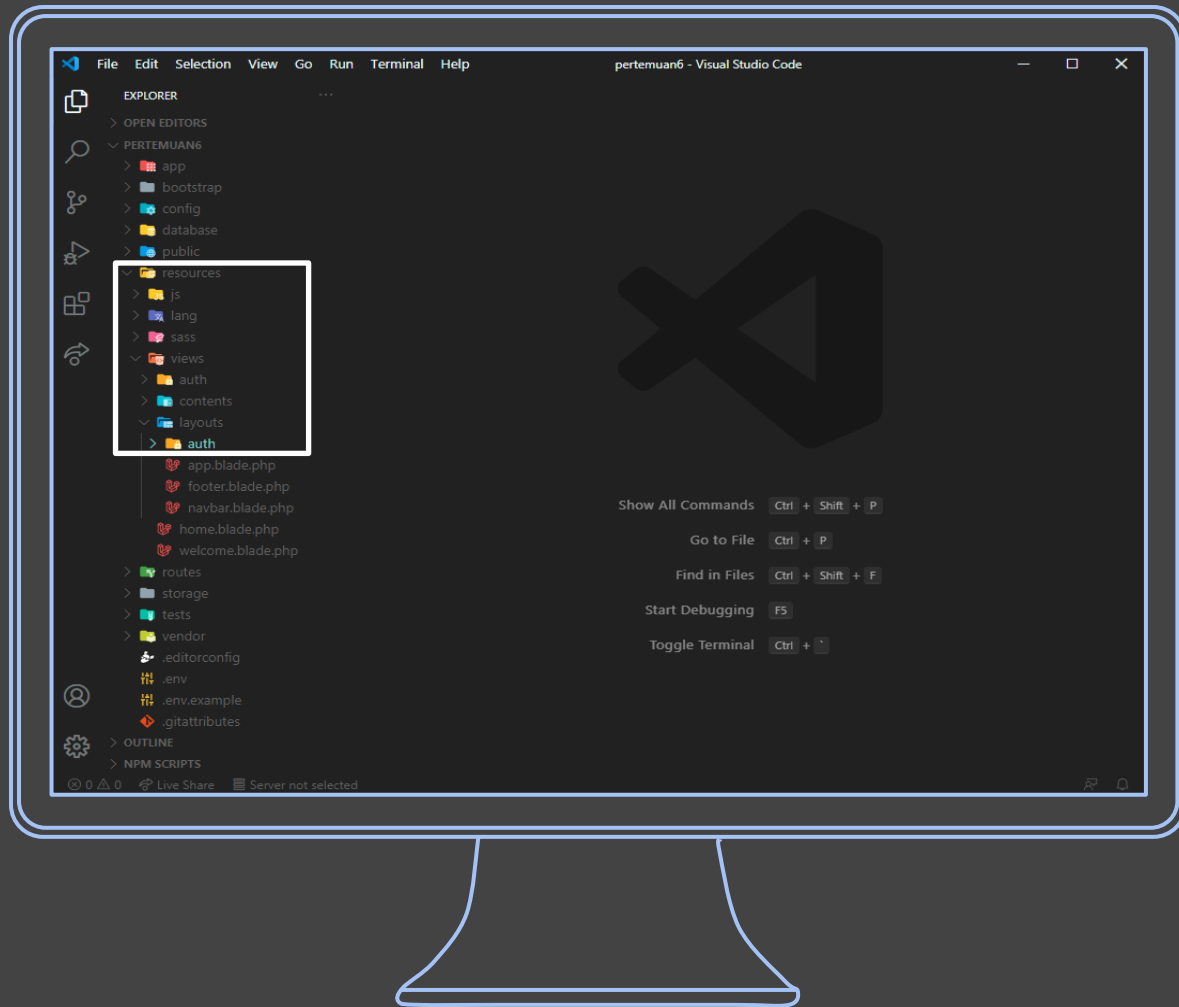 File Edit Selection View Go Run Terminal Help pertemuan6 - Visual Studio Code
EXPLORER ...
OPEN EDITORS
PERTEMUAN6
app
bootstrap
config
database
public
resources
js
lang
sass
views
auth
contents
layouts
auth
app.blade.php
footer.blade.php
navbar.blade.php
home.blade.php
welcome.blade.php
routes
storage
tests
vendor
.editorconfig
.env
.env.example
.gitattributes
OUTLINE
NPM SCRIPTS
Show All Commands Ctrl + Shift + P
Go to File Ctrl + P
Find in Files Ctrl + Shift + F
Start Debugging F5
Toggle Terminal Ctrl + `
0 0 Live Share Server not selected